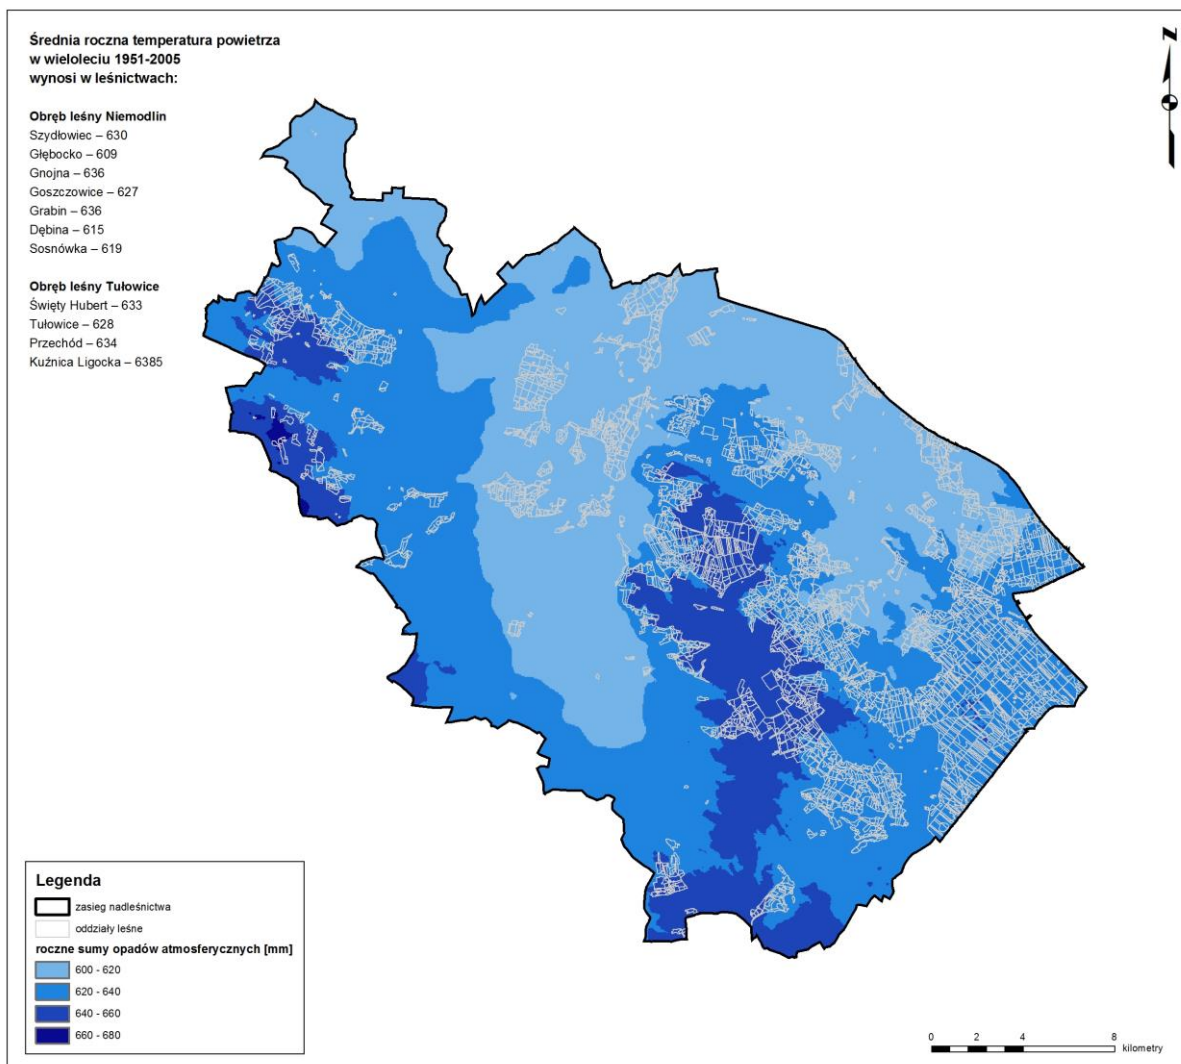 Średnia roczna temperatura powietrza
w wieloleciu 1951-2005
wynosi w leśnictwach:
Obręb leśny Niemodlin
Szydłowiec – 630
Głębocko – 609
Gnojna – 636
Goszczowice – 627
Grabin – 636
Dębina – 615
Sosnówka – 619
Obręb leśny Tułowice
Święty Hubert – 633
Tułowice – 628
Przechód – 634
Kuźnica Ligocka – 6385
N
Legenda
zasieg nadleśnictwa
oddziały leśne
roczne sumy opadów atmosferycznych [mm]
600 - 620
620 - 640
640 - 660
660 - 680
0 2 4 8
kilometry